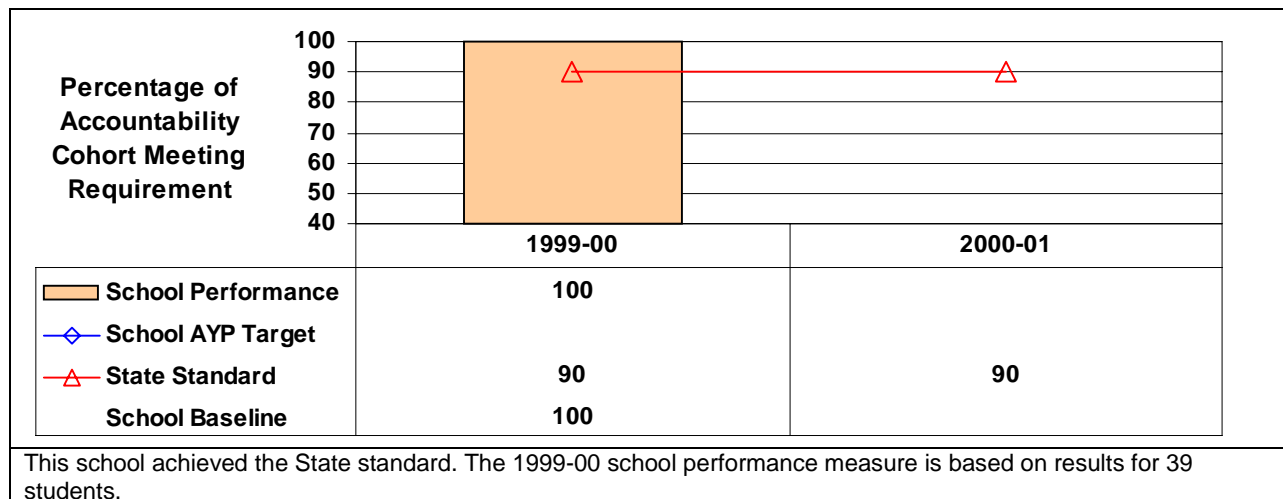 Percentage of
Accountability
Cohort Meeting
Requirement
100
90
80
70
60
50
40
1999-00 2000-01
School Performance 100
School AYP Target
State Standard 90 90
School Baseline 100
This school achieved the State standard. The 1999-00 school performance measure is based on results for 39
students.